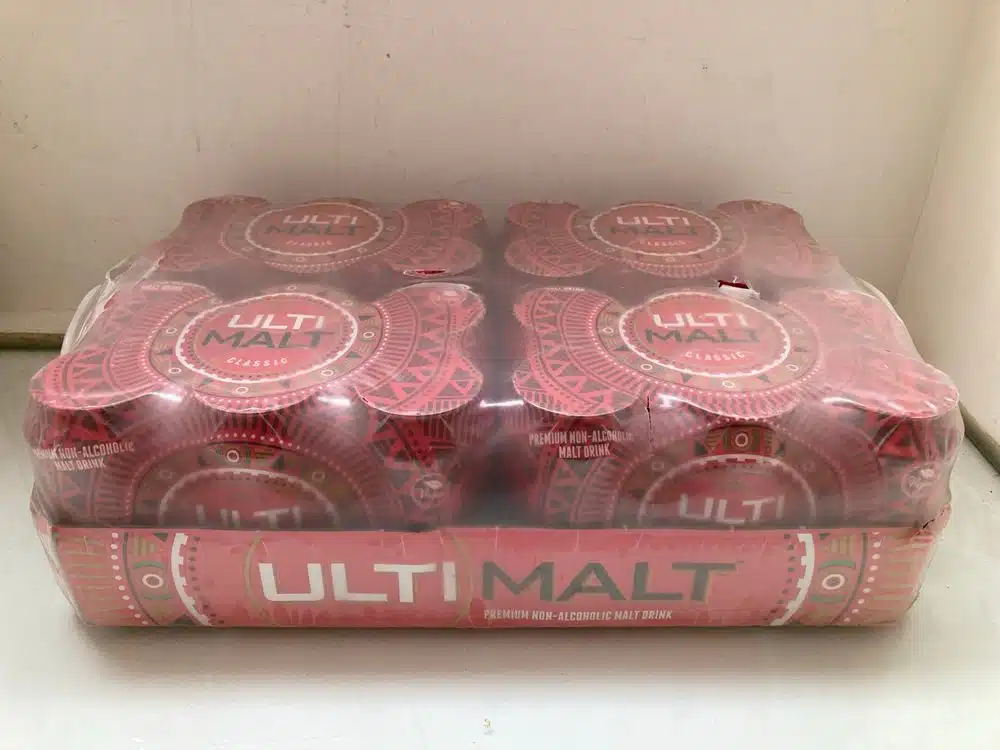 ULTI
MALT
CLASSIC
ULTI
MALT
CLASSIC
ULTI
MALT
CLASSIC
ULTI
MALT
CLASSIC
NON-ALCOHOLIC
MALT DRINK
PREMIUM NON-ALCOHOLIC
MALT DRINK
ULTI
ULTI
ULTIMALT
PREMIUM NON-ALCOHOLIC MALT DRINK